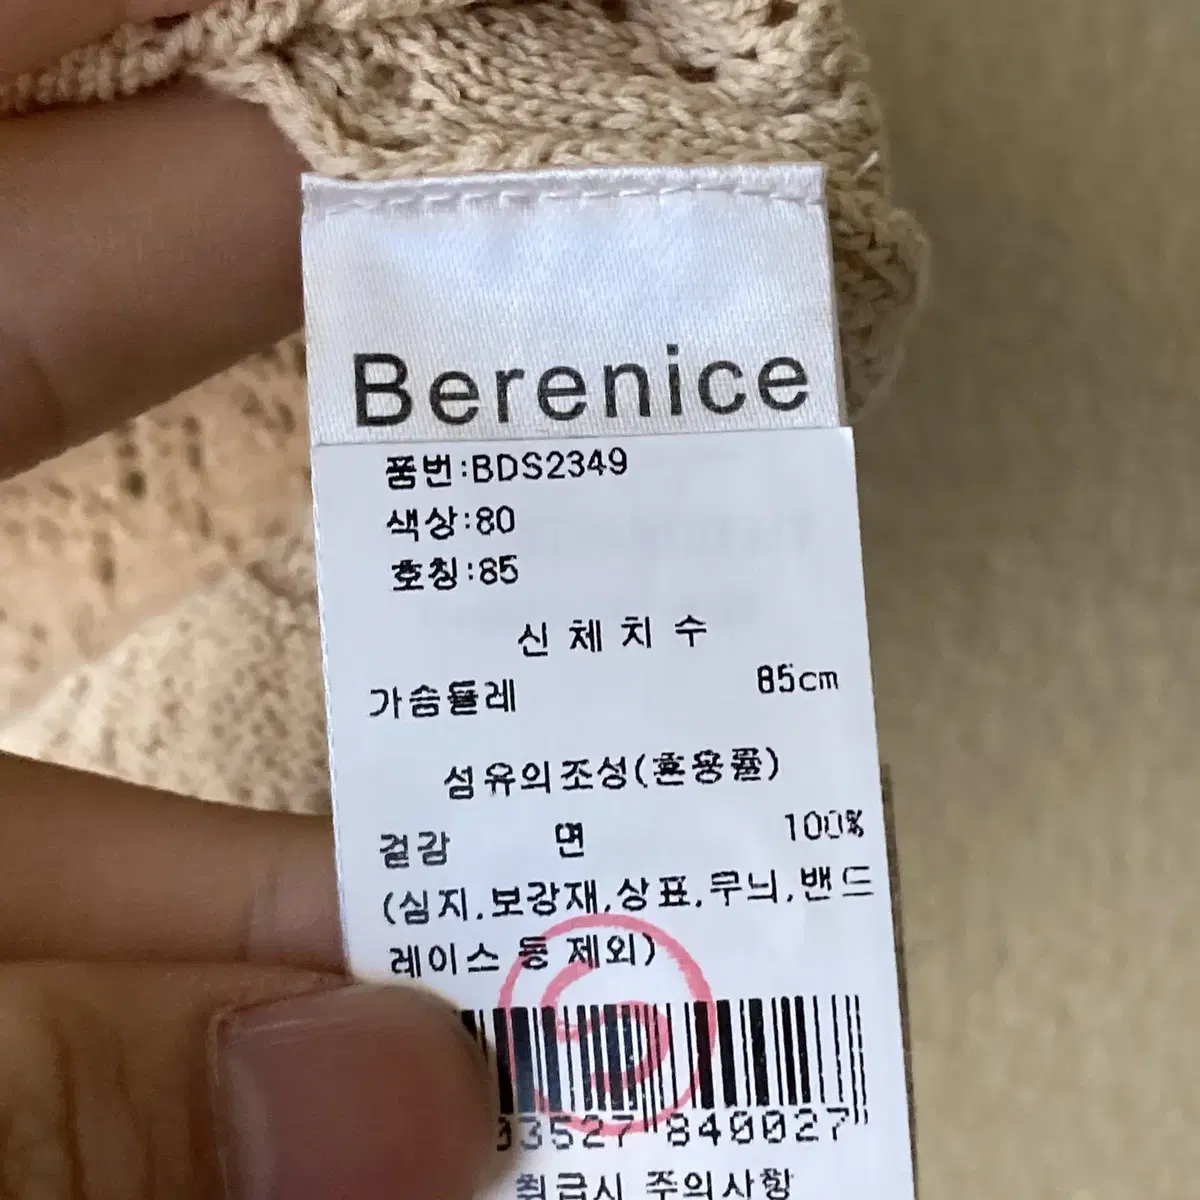 Berenice
품번:BDS2349
색상:80
호칭:85
신체치수
가슴둘레 85cm
섬유의조성(혼용률)
겉감 면 100%
(심지,보강재,상표,무늬,밴드
레이스 등 제외)
03527 840027
취급시 주의사항